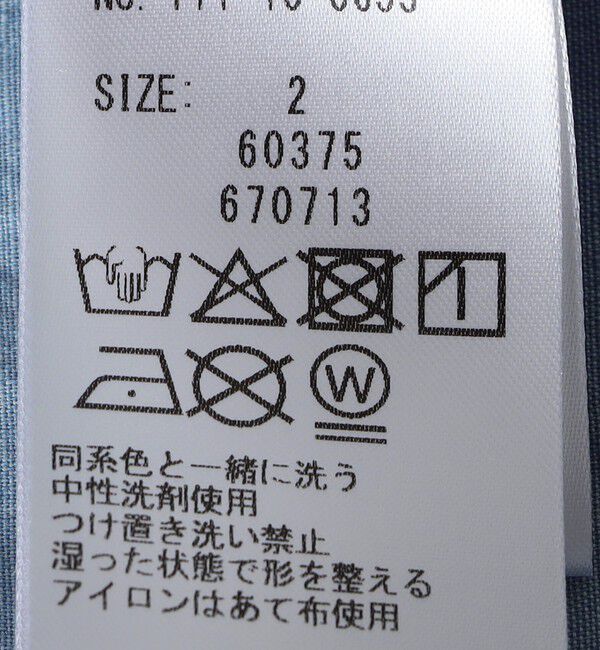 SIZE: 2
60375
670713
W
同系色と一緒に洗う
中性洗剤使用
つけ置き洗い禁止
湿った状態で形を整える
アイロンはあて布使用